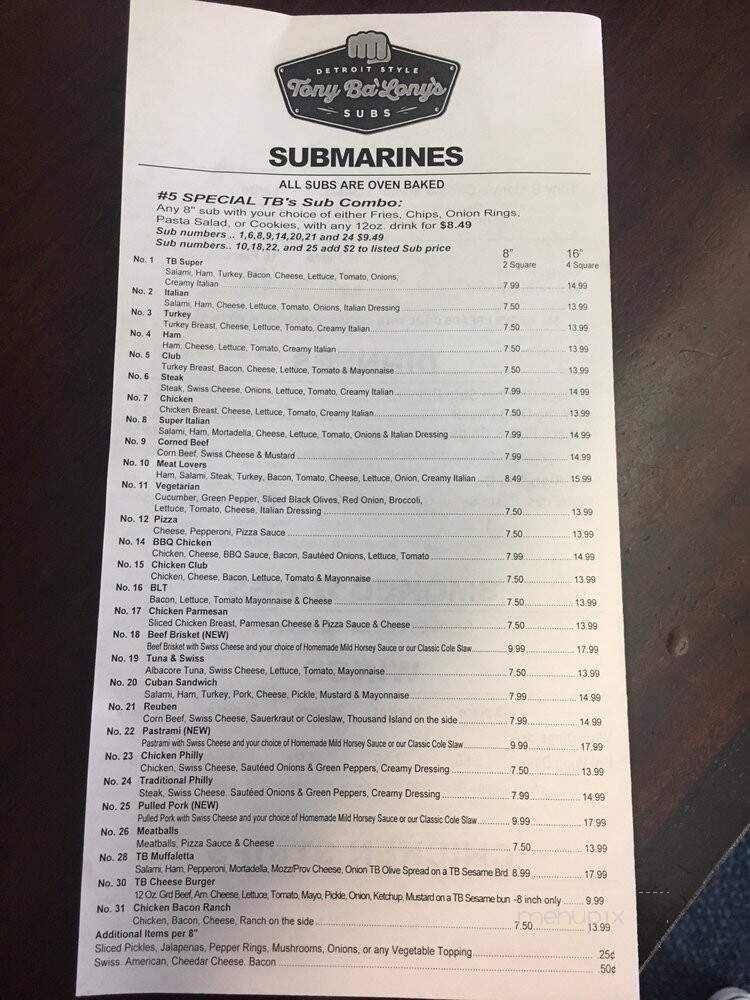 DETROIT STYLE
Tony Ba'Lony's
SUBS
SUBMARINES
ALL SUBS ARE OVEN BAKED
#5 SPECIAL TB's Sub Combo:
Any 8" sub with your choice of either Fries, Chips, Onion Rings,
Pasta Salad, or Cookies, with any 12oz. drink for $8.49
Sub numbers .. 1,6,8,9,14,20,21 and 24 $9.49
Sub numbers.. 10,18,22, and 25 add $2 to listed Sub price
8" 16"
2 Square 4 Square
No. 1 TB Super
Salami, Ham, Turkey, Bacon, Cheese, Lettuce, Tomato, Onions,
Creamy Italian 7.99 14.99
No. 2 Italian
Salami, Ham, Cheese, Lettuce, Tomato, Onions, Italian Dressing 7.50 13.99
No. 3 Turkey
Turkey Breast, Cheese, Lettuce, Tomato, Creamy Italian 7.50 13.99
No. 4 Ham
Ham, Cheese, Lettuce, Tomato, Creamy Italian 7.50 13.99
No. 5 Club
Turkey Breast, Bacon, Cheese, Lettuce, Tomato & Mayonnaise 7.50 13.99
No. 6 Steak
Steak, Swiss Cheese, Onions, Lettuce, Tomato, Creamy Italian 7.99 14.99
No. 7 Chicken
Chicken Breast, Cheese, Lettuce, Tomato, Creamy Italian 7.50 13.99
No. 8 Super Italian
Salami, Ham, Mortadella, Cheese, Lettuce, Tomato, Onions & Italian Dressing 7.99 14.99
No. 9 Corned Beef
Corn Beef, Swiss Cheese & Mustard 7.99 14.99
No. 10 Meat Lovers
Ham, Salami, Steak, Turkey, Bacon, Tomato, Cheese, Lettuce, Onion, Creamy Italian 8.49 15.99
No. 11 Vegetarian
Cucumber, Green Pepper, Sliced Black Olives, Red Onion, Broccoli,
Lettuce, Tomato, Cheese, Italian Dressing 7.50 13.99
No. 12 Pizza
Cheese, Pepperoni, Pizza Sauce 7.50 13.99
No. 14 BBQ Chicken
Chicken, Cheese, BBQ Sauce, Bacon, Sautéed Onions, Lettuce, Tomato 7.99 14.99
No. 15 Chicken Club
Chicken, Cheese, Bacon, Lettuce, Tomato & Mayonnaise 7.50 13.99
No. 16 BLT
Bacon, Lettuce, Tomato Mayonnaise & Cheese 7.50 13.99
No. 17 Chicken Parmesan
Sliced Chicken Breast, Parmesan Cheese & Pizza Sauce & Cheese 7.50 13.99
No. 18 Beef Brisket (NEW)
Beef Brisket with Swiss Cheese and your choice of Homemade Mild Horsey Sauce or our Classic Cole Slaw 9.99 17.99
No. 19 Tuna & Swiss
Albacore Tuna, Swiss Cheese, Lettuce, Tomato, Mayonnaise 7.50 13.99
No. 20 Cuban Sandwich
Salami, Ham, Turkey, Pork, Cheese, Pickle, Mustard & Mayonnaise 7.99 14.99
No. 21 Reuben
Corn Beef, Swiss Cheese, Sauerkraut or Coleslaw, Thousand Island on the side 7.99 14.99
No. 22 Pastrami (NEW)
Pastrami with Swiss Cheese and your choice of Homemade Mild Horsey Sauce or our Classic Cole Slaw 9.99 17.99
No. 23 Chicken Philly
Chicken, Swiss Cheese, Sautéed Onions & Green Peppers, Creamy Dressing 7.50 13.99
No. 24 Traditional Philly
Steak, Swiss Cheese. Sautéed Onions & Green Peppers, Creamy Dressing 7.99 14.99
No. 25 Pulled Pork (NEW)
Pulled Pork with Swiss Cheese and your choice of Homemade Mild Horsey Sauce or our Classic Cole Slaw 9.99 17.99
No. 26 Meatballs
Meatballs, Pizza Sauce & Cheese 7.50 13.99
No. 28 TB Muffaletta
Salami, Ham, Pepperoni, Mortadella, Mozz/Prov Cheese, Onion TB Olive Spread on a TB Sesame Brd 8.99 17.99
No. 30 TB Cheese Burger
12 Oz. Grd Beef, Am. Cheese, Lettuce, Tomato, Mayo, Pickle, Onion, Ketchup, Mustard on a TB Sesame bun -8 inch only 9.99
No. 31 Chicken Bacon Ranch
Chicken, Bacon, Cheese, Ranch on the side 7.50 13.99
menupix
Additional Items per 8"
Sliced Pickles, Jalapenas, Pepper Rings, Mushrooms, Onions, or any Vegetable Topping 25¢
Swiss. American, Cheedar Cheese. Bacon .50¢